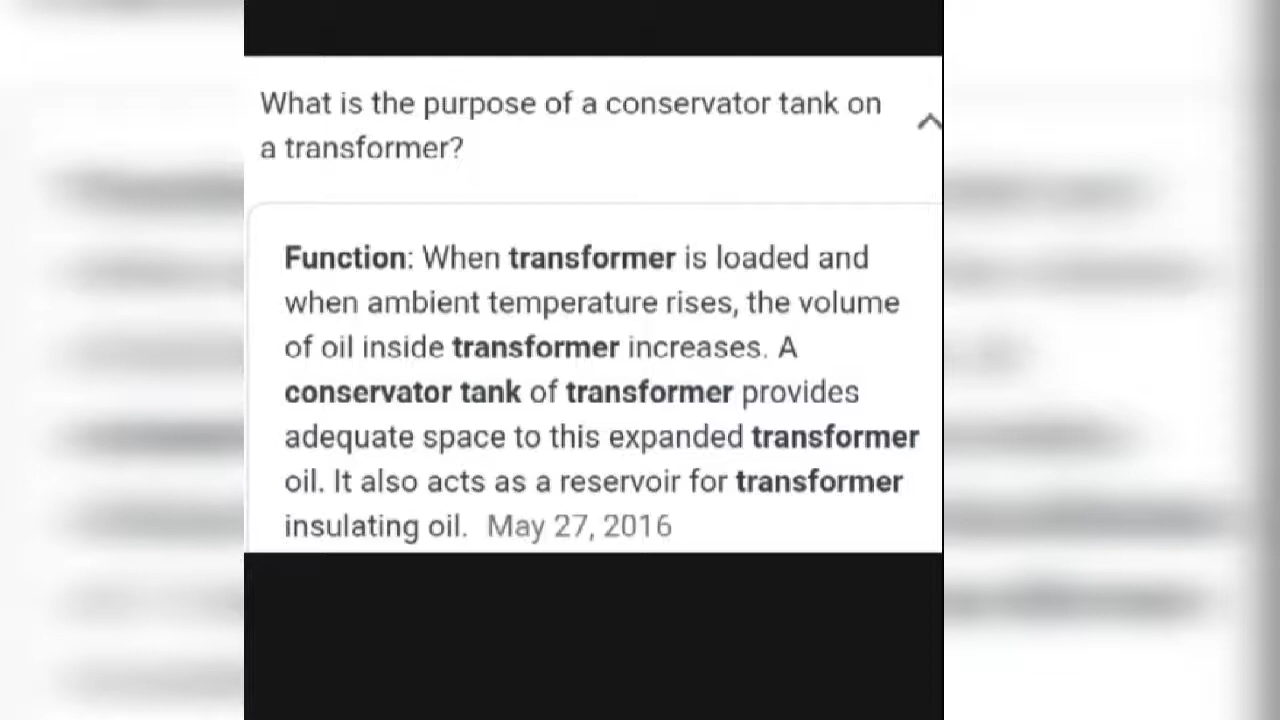 What is the purpose of a conservator tank on
a transformer?
Function: When transformer is loaded and
when ambient temperature rises, the volume
of oil inside transformer increases. A
conservator tank of transformer provides
adequate space to this expanded transformer
oil. It also acts as a reservoir for transformer
insulating oil. May 27, 2016